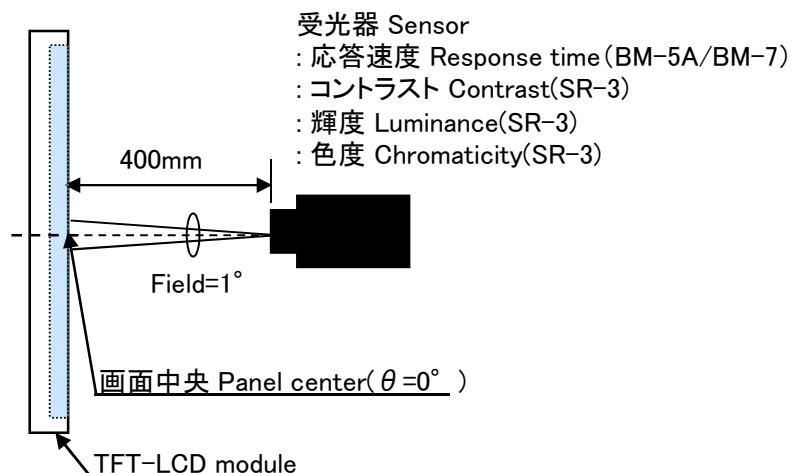 受光器 Sensor
: 応答速度 Response time(BM-5A/BM-7)
: コントラスト Contrast(SR-3)
: 輝度 Luminance(SR-3)
: 色度 Chromaticity(SR-3)
400mm
Field=1°
画面中央 Panel center(θ=0° )
TFT-LCD module